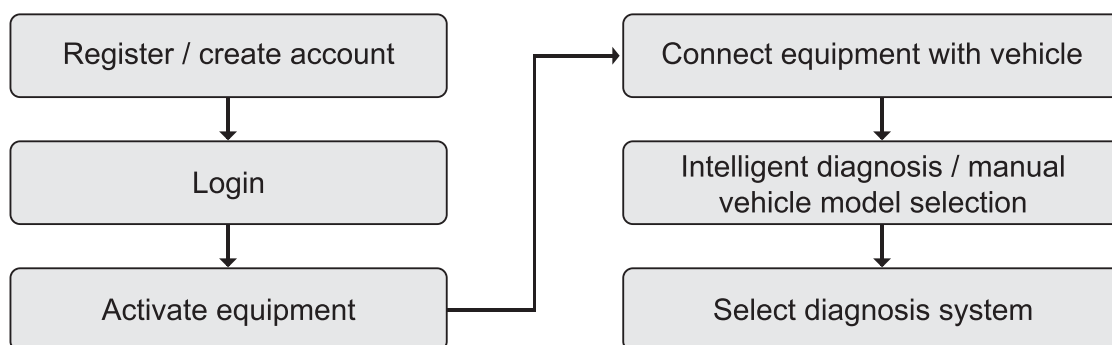 Register / create account
Login
Activate equipment
Connect equipment with vehicle
Intelligent diagnosis / manual
vehicle model selection
Select diagnosis system